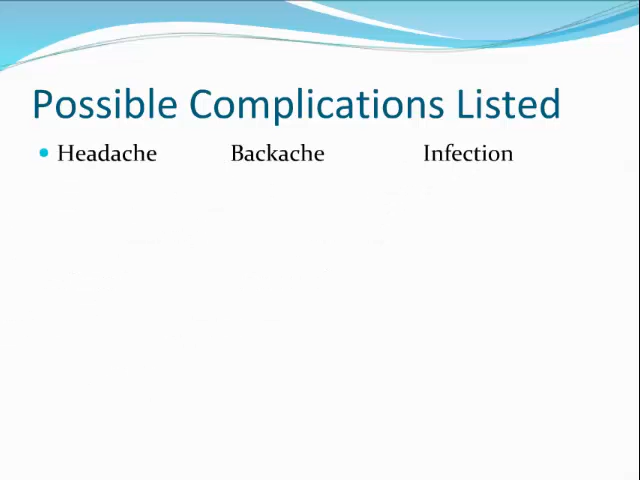 Possible Complications Listed
• Headache Backache Infection